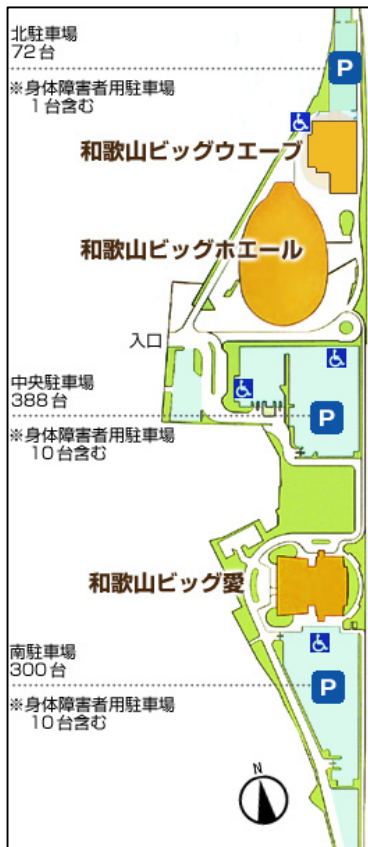 北駐車場
72台
P
※身体障害者用駐車場
1台含む
和歌山ビッグウエーブ
和歌山ビッグホエール
入口
中央駐車場
388台
P
※身体障害者用駐車場
10台含む
和歌山ビッグ愛
南駐車場
300台
P
※身体障害者用駐車場
10台含む
N